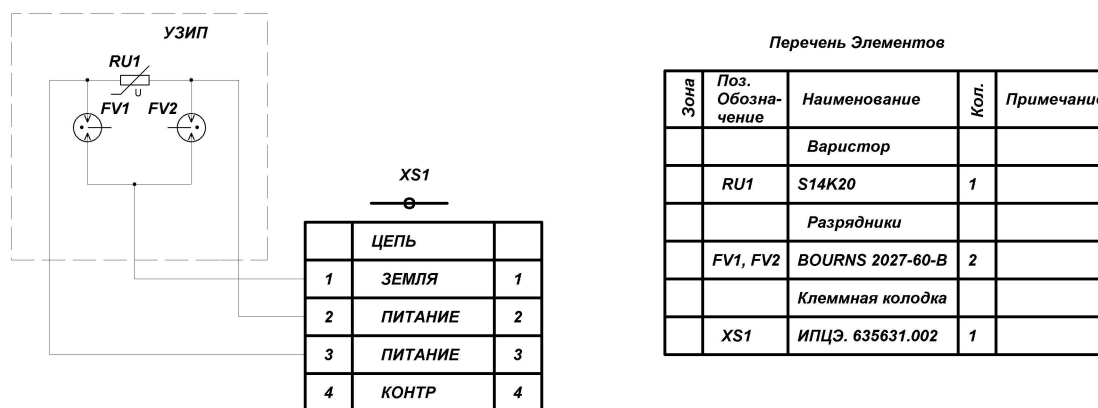 УЗИП
RU1
U
FV1 FV2
XS1
ЦЕПЬ
1 ЗЕМЛЯ 1
2 ПИТАНИЕ 2
3 ПИТАНИЕ 3
4 КОНТР 4
Перечень Элементов
Зона Поз. Обозна- чение Наименование Кол. Примечание
Варистор
RU1 S14K20 1
Разрядники
FV1, FV2 BOURNS 2027-60-B 2
Клеммная колодка
XS1 ИПЦЭ. 635631.002 1